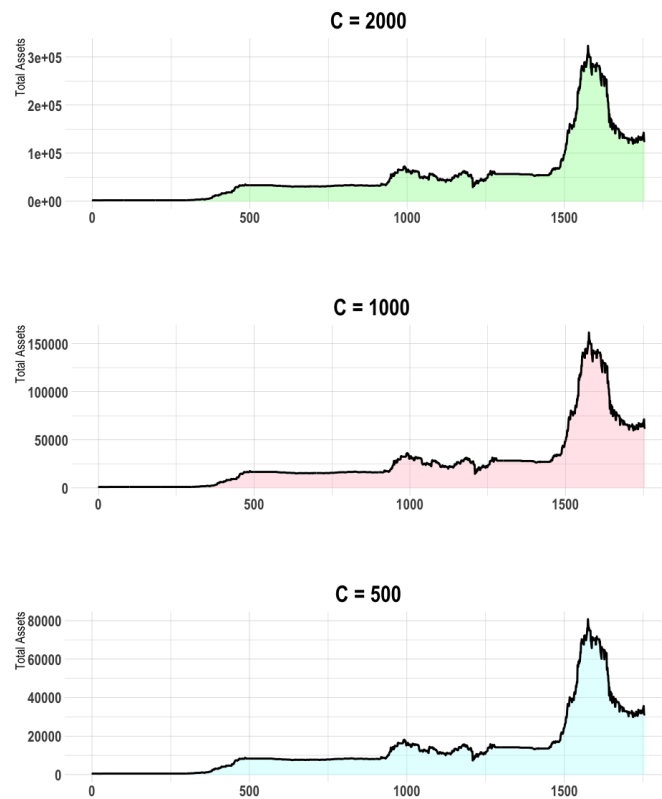 C = 2000
Total Assets
3e+05
2e+05
1e+05
0e+00
0 500 1000 1500
C = 1000
Total Assets
150000
100000
50000
0
0 500 1000 1500
C = 500
Total Assets
80000
60000
40000
20000
0
0 500 1000 1500